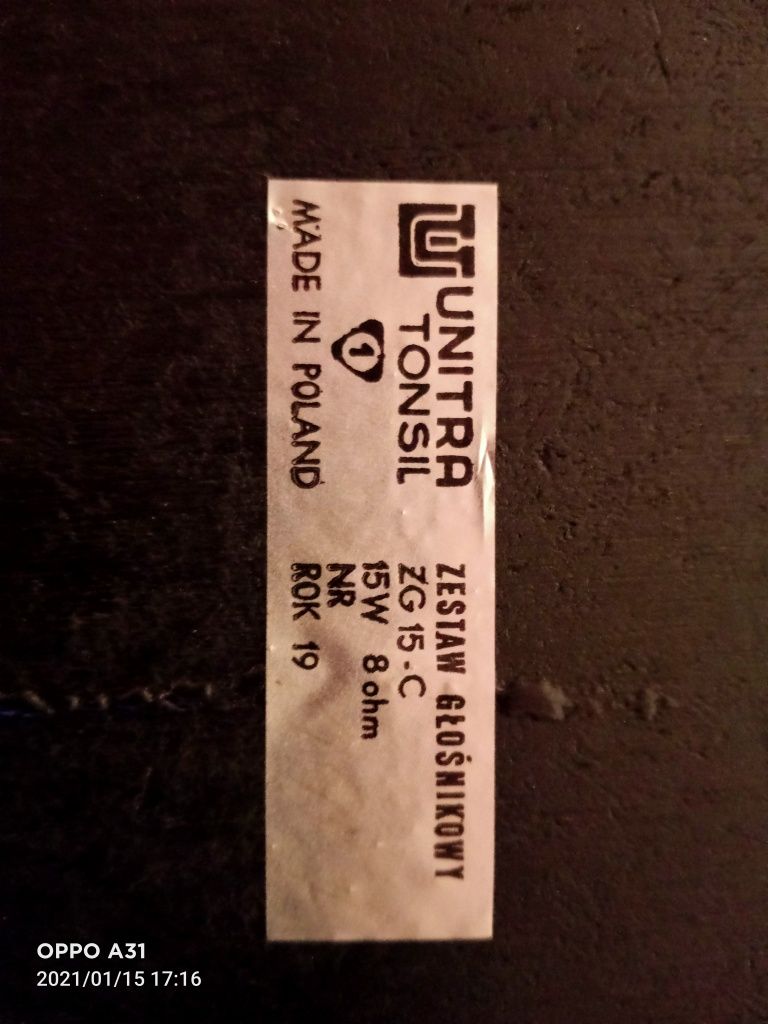 UNITRA
TONSIL
1
MADE IN POLAND
ZESTAW GŁOŚNIKOWY
ZG 15-C
15W 8 ohm
NR
ROK 19
OPPO A31
2021/01/15 17:16